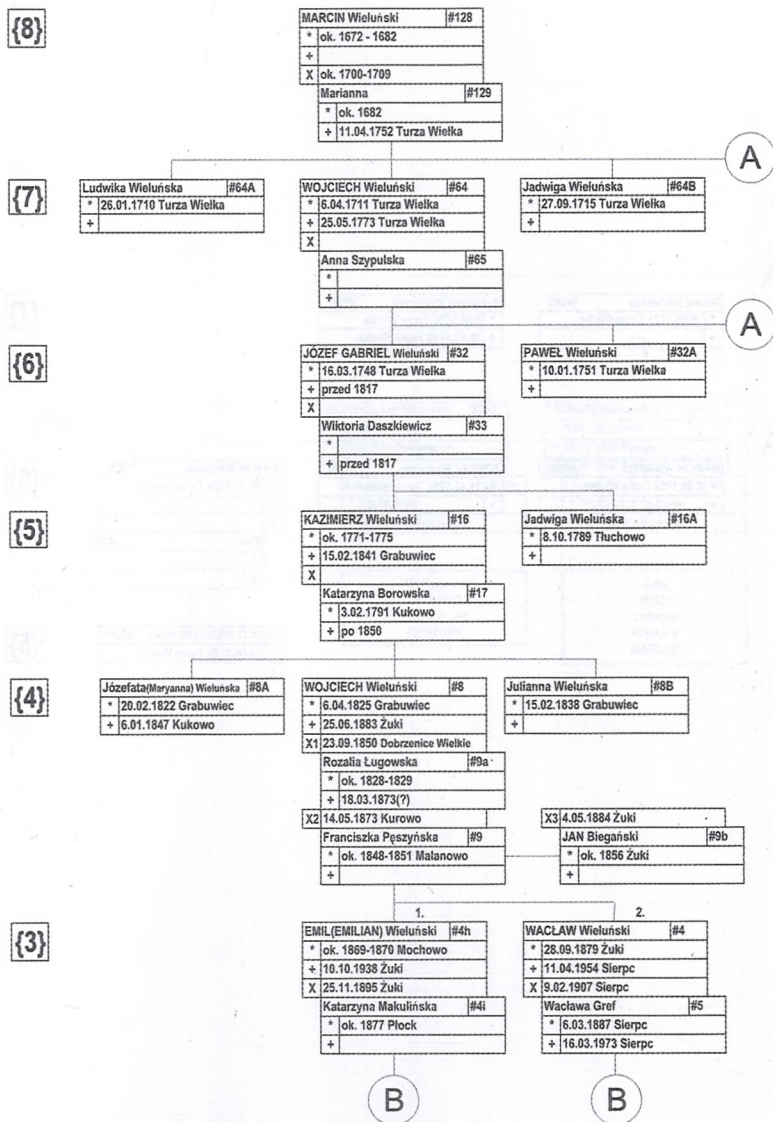 {8}
MARCIN Wieluński #128
* ok. 1672 - 1682
+
X ok. 1700-1709
Marianna #129
* ok. 1682
+ 11.04.1752 Turza Wielka
A
{7}
Ludwika Wieluńska #64A
* 26.01.1710 Turza Wielka
+
WOJCIECH Wieluński #64
* 6.04.1711 Turza Wielka
+ 25.05.1773 Turza Wielka
X
Anna Szypulska #65
*
+
Jadwiga Wieluńska #64B
* 27.09.1715 Turza Wielka
+
A
{6}
JÓZEF GABRIEL Wieluński #32
* 16.03.1748 Turza Wielka
+ przed 1817
X
Wiktoria Daszkiewicz #33
*
+ przed 1817
PAWEŁ Wieluński #32A
* 10.01.1751 Turza Wielka
+
{5}
KAZIMIERZ Wieluński #16
* ok. 1771-1775
+ 15.02.1841 Grabuwiec
X
Katarzyna Borowska #17
* 3.02.1791 Kukowo
+ po 1850
Jadwiga Wieluńska #16A
* 8.10.1789 Tłuchowo
+
{4}
Józefata(Maryanna) Wieluńska #8A
* 20.02.1822 Grabuwiec
+ 6.01.1847 Kukowo
WOJCIECH Wieluński #8
* 6.04.1825 Grabuwiec
+ 25.06.1883 Żuki
X1 23.09.1850 Dobrzenice Wielkie
Rozalia Ługowska #9a
* ok. 1828-1829
+ 18.03.1873(?)
X2 14.05.1873 Kurowo
Franciszka Pęszyńska #9
* ok. 1848-1851 Malanowo
+
Julianna Wieluńska #8B
* 15.02.1838 Grabuwiec
+
X3 4.05.1884 Żuki
JAN Biegański #9b
* ok. 1856 Żuki
+
{3}
1.
EMIL(EMILIAN) Wieluński #4h
* ok. 1869-1870 Mochowo
+ 10.10.1938 Żuki
X 25.11.1895 Żuki
Katarzyna Makulińska #4i
* ok. 1877 Płock
+
B
2.
WACŁAW Wieluński #4
* 28.09.1879 Żuki
+ 11.04.1954 Sierpc
X 9.02.1907 Sierpc
Wacława Gref #5
* 6.03.1887 Sierpc
+ 16.03.1973 Sierpc
B